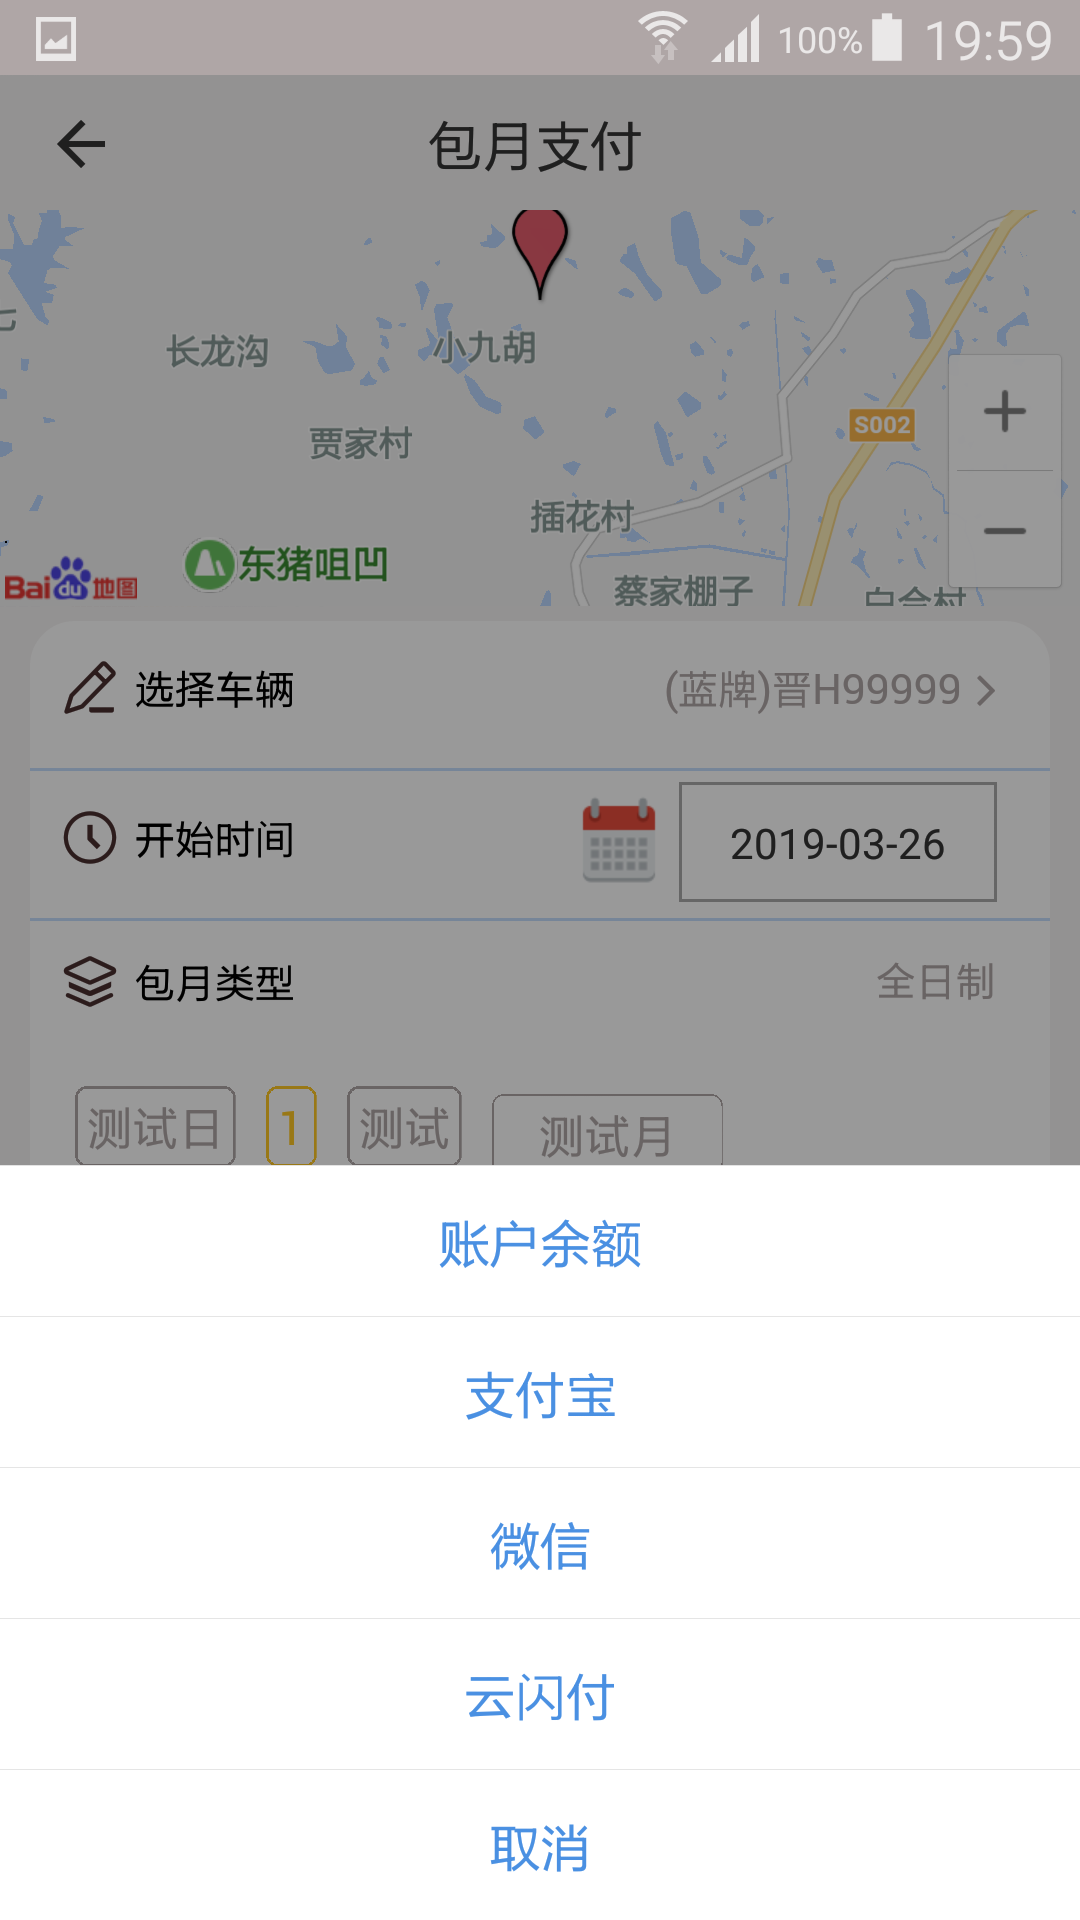 100% 19:59
包月支付
长龙沟
小九胡
贾家村
S002
插花村
东猪咀凹
Baidu地图
蔡家棚子
白合村
选择车辆 (蓝牌)晋H99999
开始时间 2019-03-26
包月类型 全日制
测试日 1 测试 测试月
账户余额
支付宝
微信
云闪付
取消